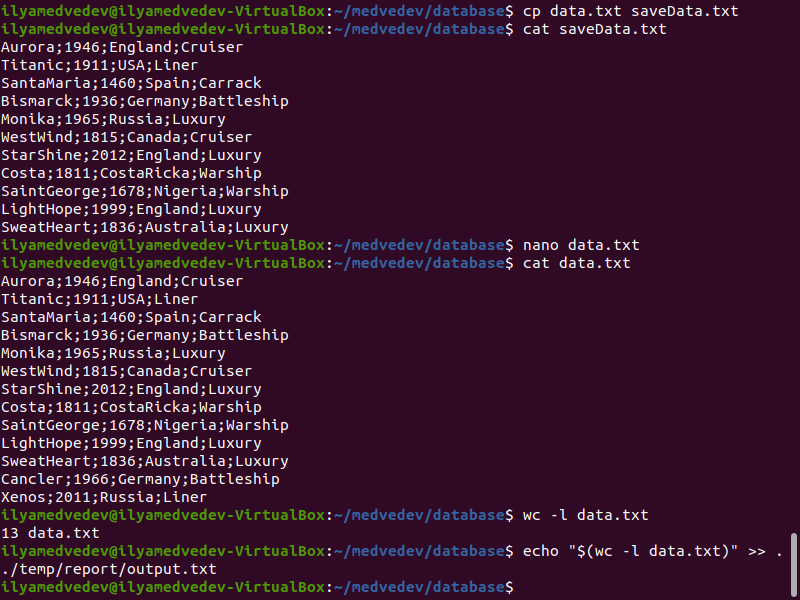 ilyamedvedev@ilyamedvedev-VirtualBox:~/medvedev/database$ cp data.txt saveData.txt
ilyamedvedev@ilyamedvedev-VirtualBox:~/medvedev/database$ cat saveData.txt
Aurora;1946;England;Cruiser
Titanic;1911;USA;Liner
SantaMaria;1460;Spain;Carrack
Bismarck;1936;Germany;Battleship
Monika;1965;Russia;Luxury
WestWind;1815;Canada;Cruiser
StarShine;2012;England;Luxury
Costa;1811;CostaRicka;Warship
SaintGeorge;1678;Nigeria;Warship
LightHope;1999;England;Luxury
SweatHeart;1836;Australia;Luxury
ilyamedvedev@ilyamedvedev-VirtualBox:~/medvedev/database$ nano data.txt
ilyamedvedev@ilyamedvedev-VirtualBox:~/medvedev/database$ cat data.txt
Aurora;1946;England;Cruiser
Titanic;1911;USA;Liner
SantaMaria;1460;Spain;Carrack
Bismarck;1936;Germany;Battleship
Monika;1965;Russia;Luxury
WestWind;1815;Canada;Cruiser
StarShine;2012;England;Luxury
Costa;1811;CostaRicka;Warship
SaintGeorge;1678;Nigeria;Warship
LightHope;1999;England;Luxury
SweatHeart;1836;Australia;Luxury
Cancler;1966;Germany;Battleship
Xenos;2011;Russia;Liner
ilyamedvedev@ilyamedvedev-VirtualBox:~/medvedev/database$ wc -l data.txt
13 data.txt
ilyamedvedev@ilyamedvedev-VirtualBox:~/medvedev/database$ echo "$(wc -l data.txt)" >> .
./temp/report/output.txt
ilyamedvedev@ilyamedvedev-VirtualBox:~/medvedev/database$